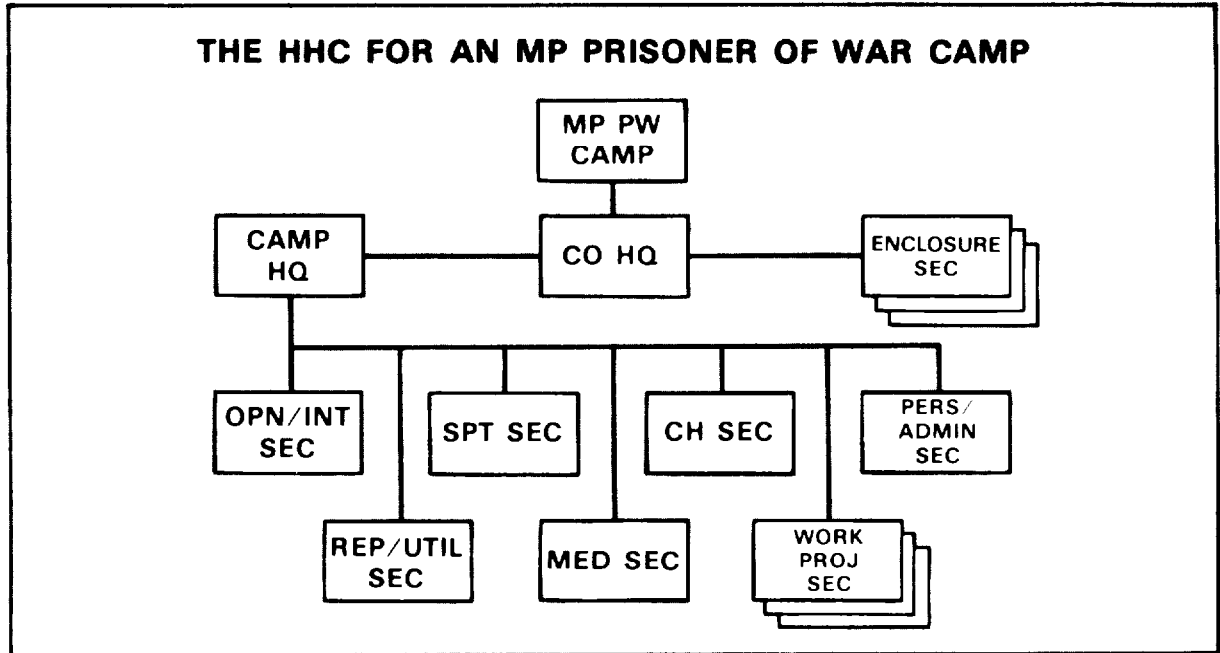 THE HHC FOR AN MP PRISONER OF WAR CAMP
MP PW
CAMP
CAMP
HQ
CO HQ
ENCLOSURE
SEC
OPN/INT
SEC
SPT SEC
CH SEC
PERS/
ADMIN
SEC
REP/UTIL
SEC
MED SEC
WORK
PROJ
SEC